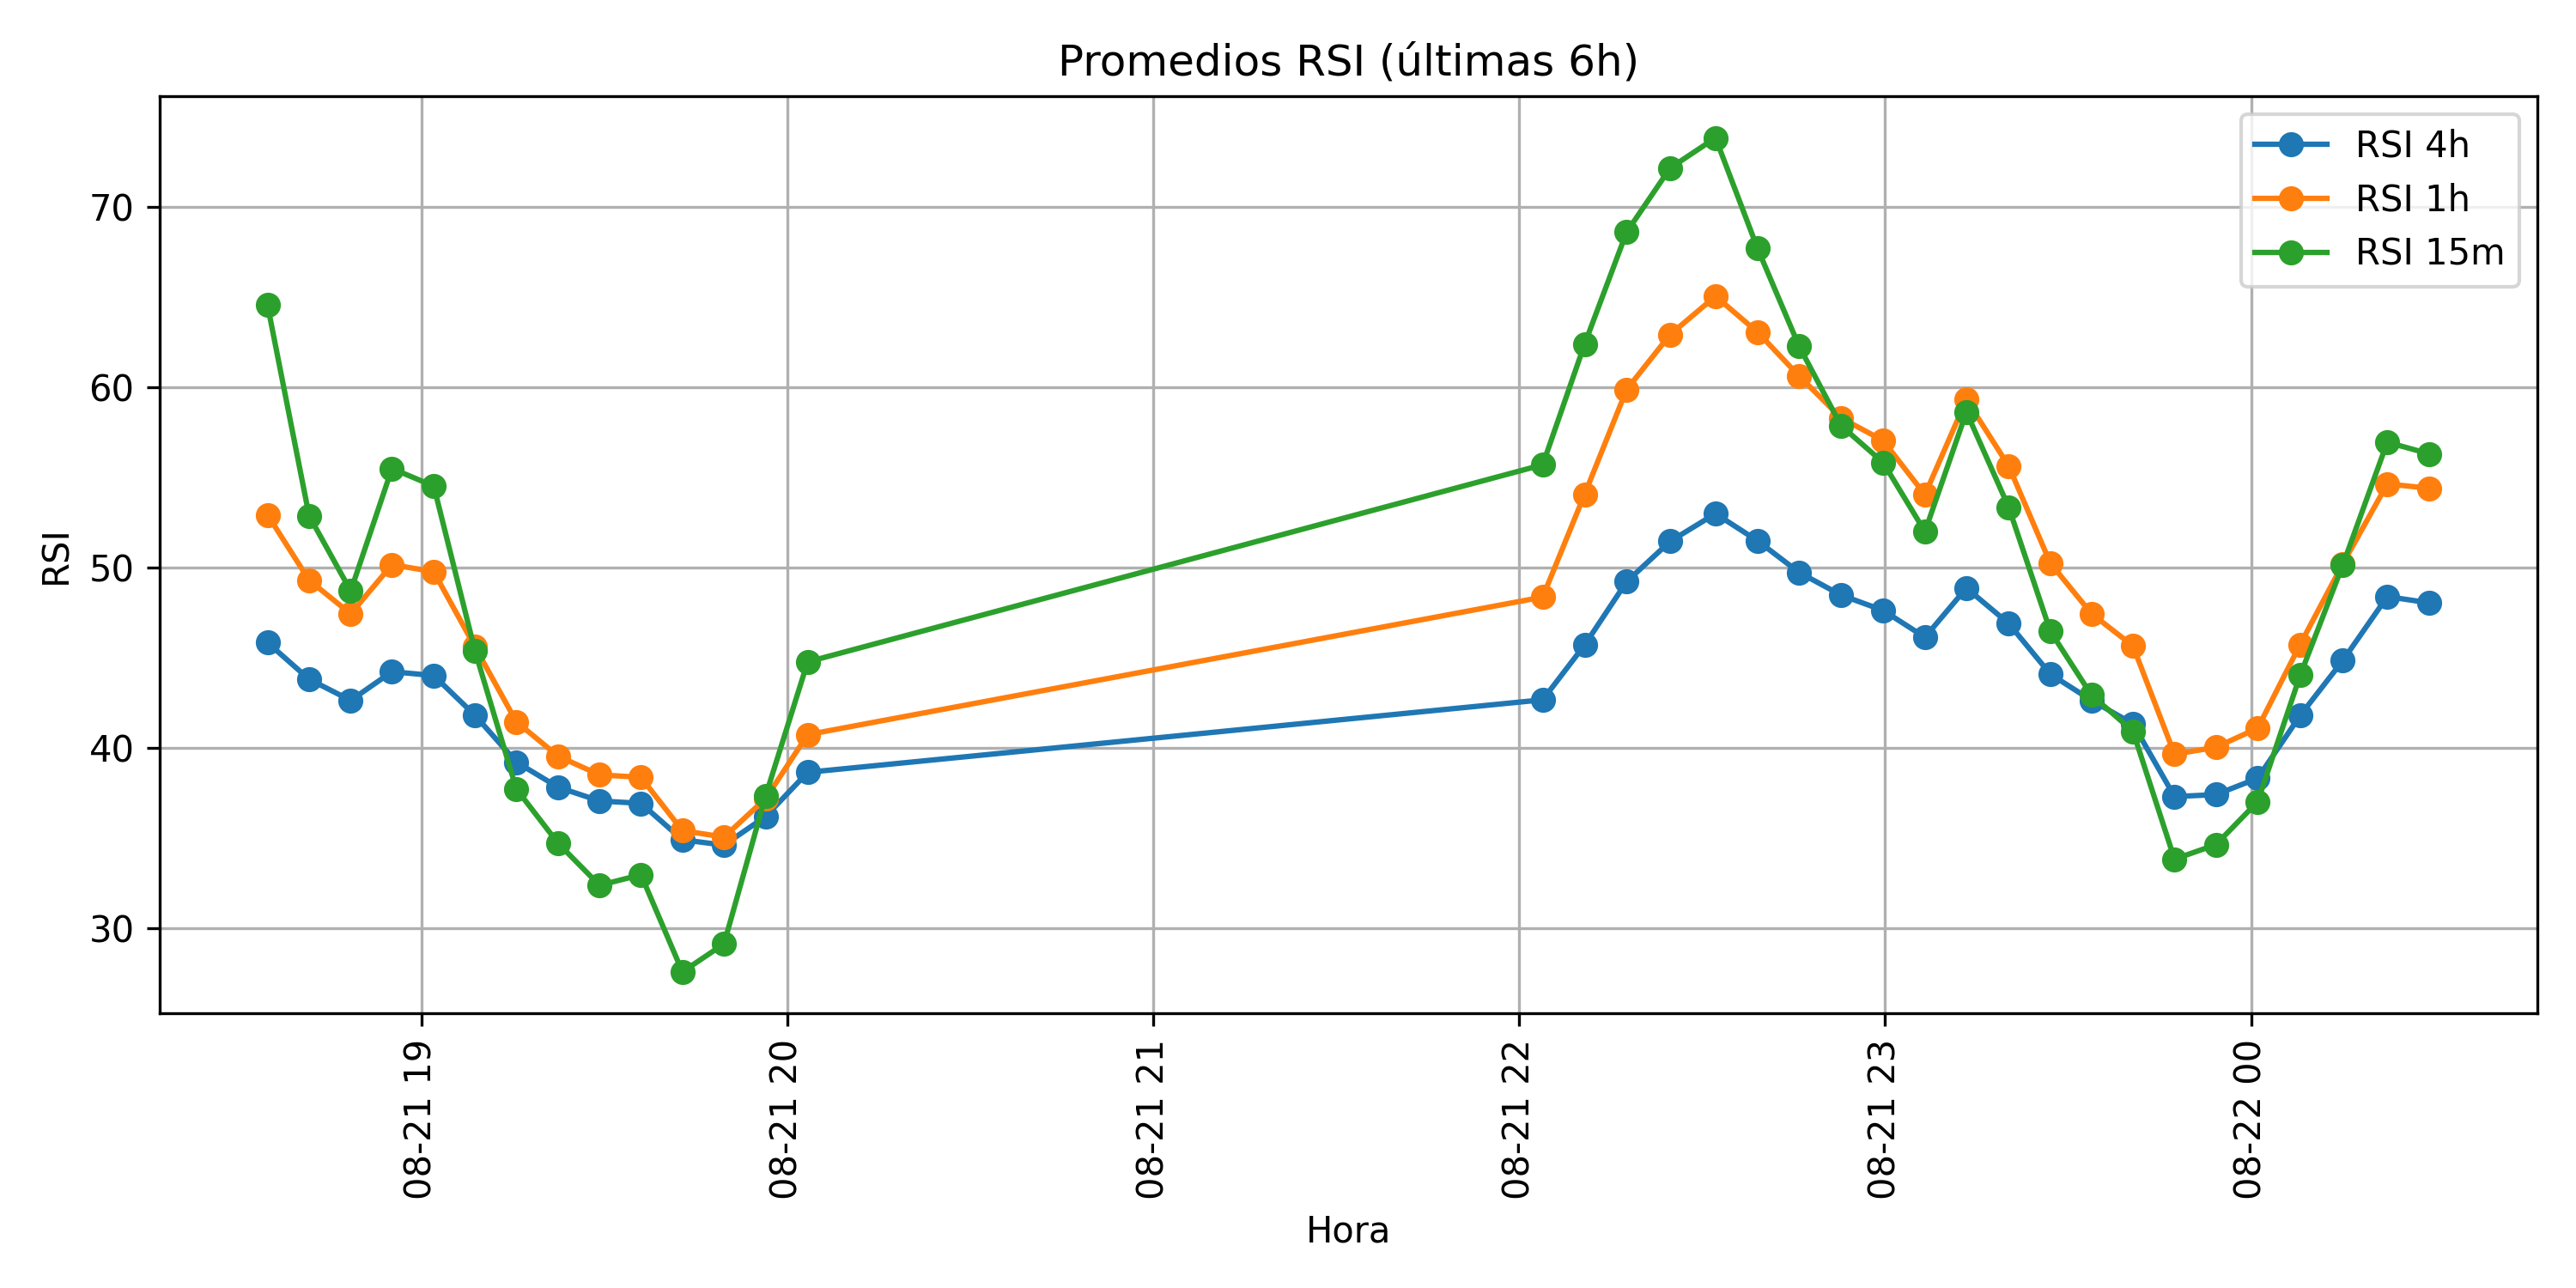 Promedios RSI (últimas 6h)
RSI 4h
RSI 1h
RSI 15m
RSI
70
60
50
40
30
08-21 19
08-21 20
08-21 21
08-21 22
08-21 23
08-22 00
Hora